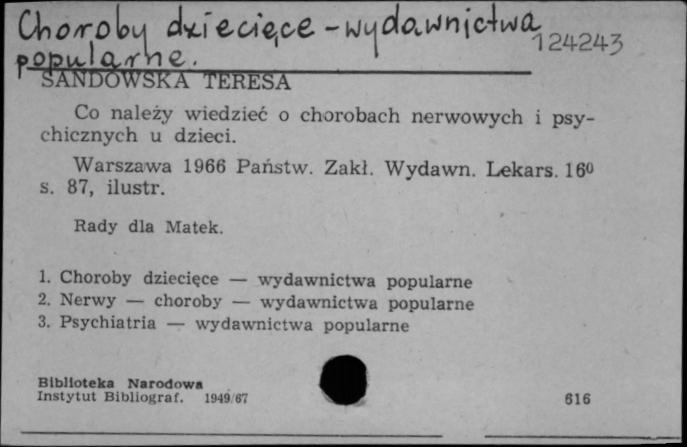 Choroby dziecięce - wydawnictwa
124243
popularne.
SANDOWSKA TERESA
Co należy wiedzieć o chorobach nerwowych i psy-
chicznych u dzieci.
Warszawa 1966 Państw. Zakł. Wydawn. Lekars. 16⁰
s. 87, ilustr.
Rady dla Matek.
1. Choroby dziecięce — wydawnictwa popularne
2. Nerwy — choroby — wydawnictwa popularne
3. Psychiatria — wydawnictwa popularne
Biblioteka Narodowa
Instytut Bibliograf. 1949/67
616